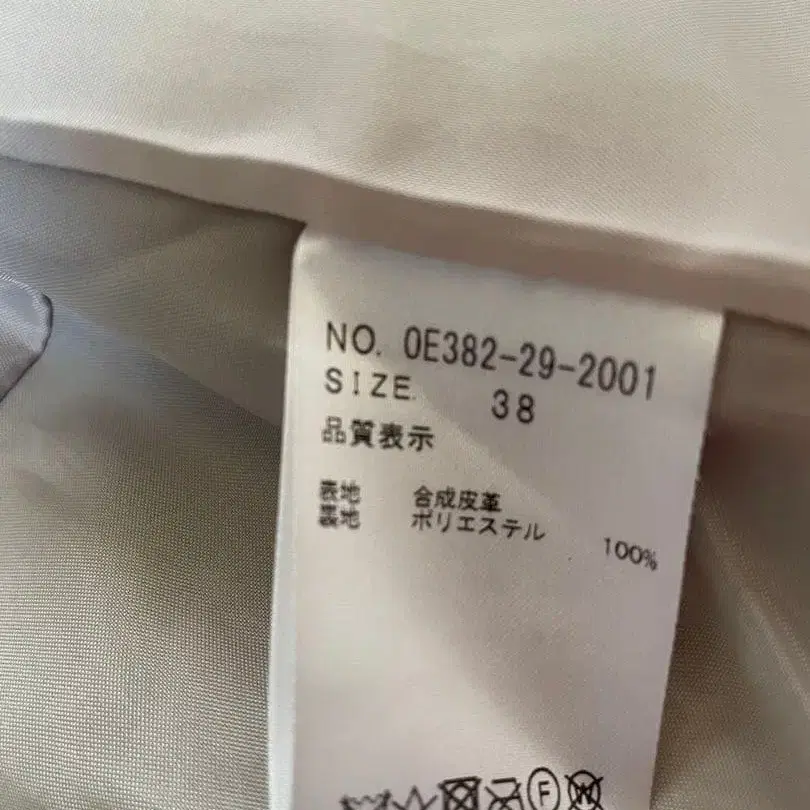 NO. 0E382-29-2001
SIZE. 38
品質表示
表地 合成皮革
裏地 ポリエステル 100%
F W